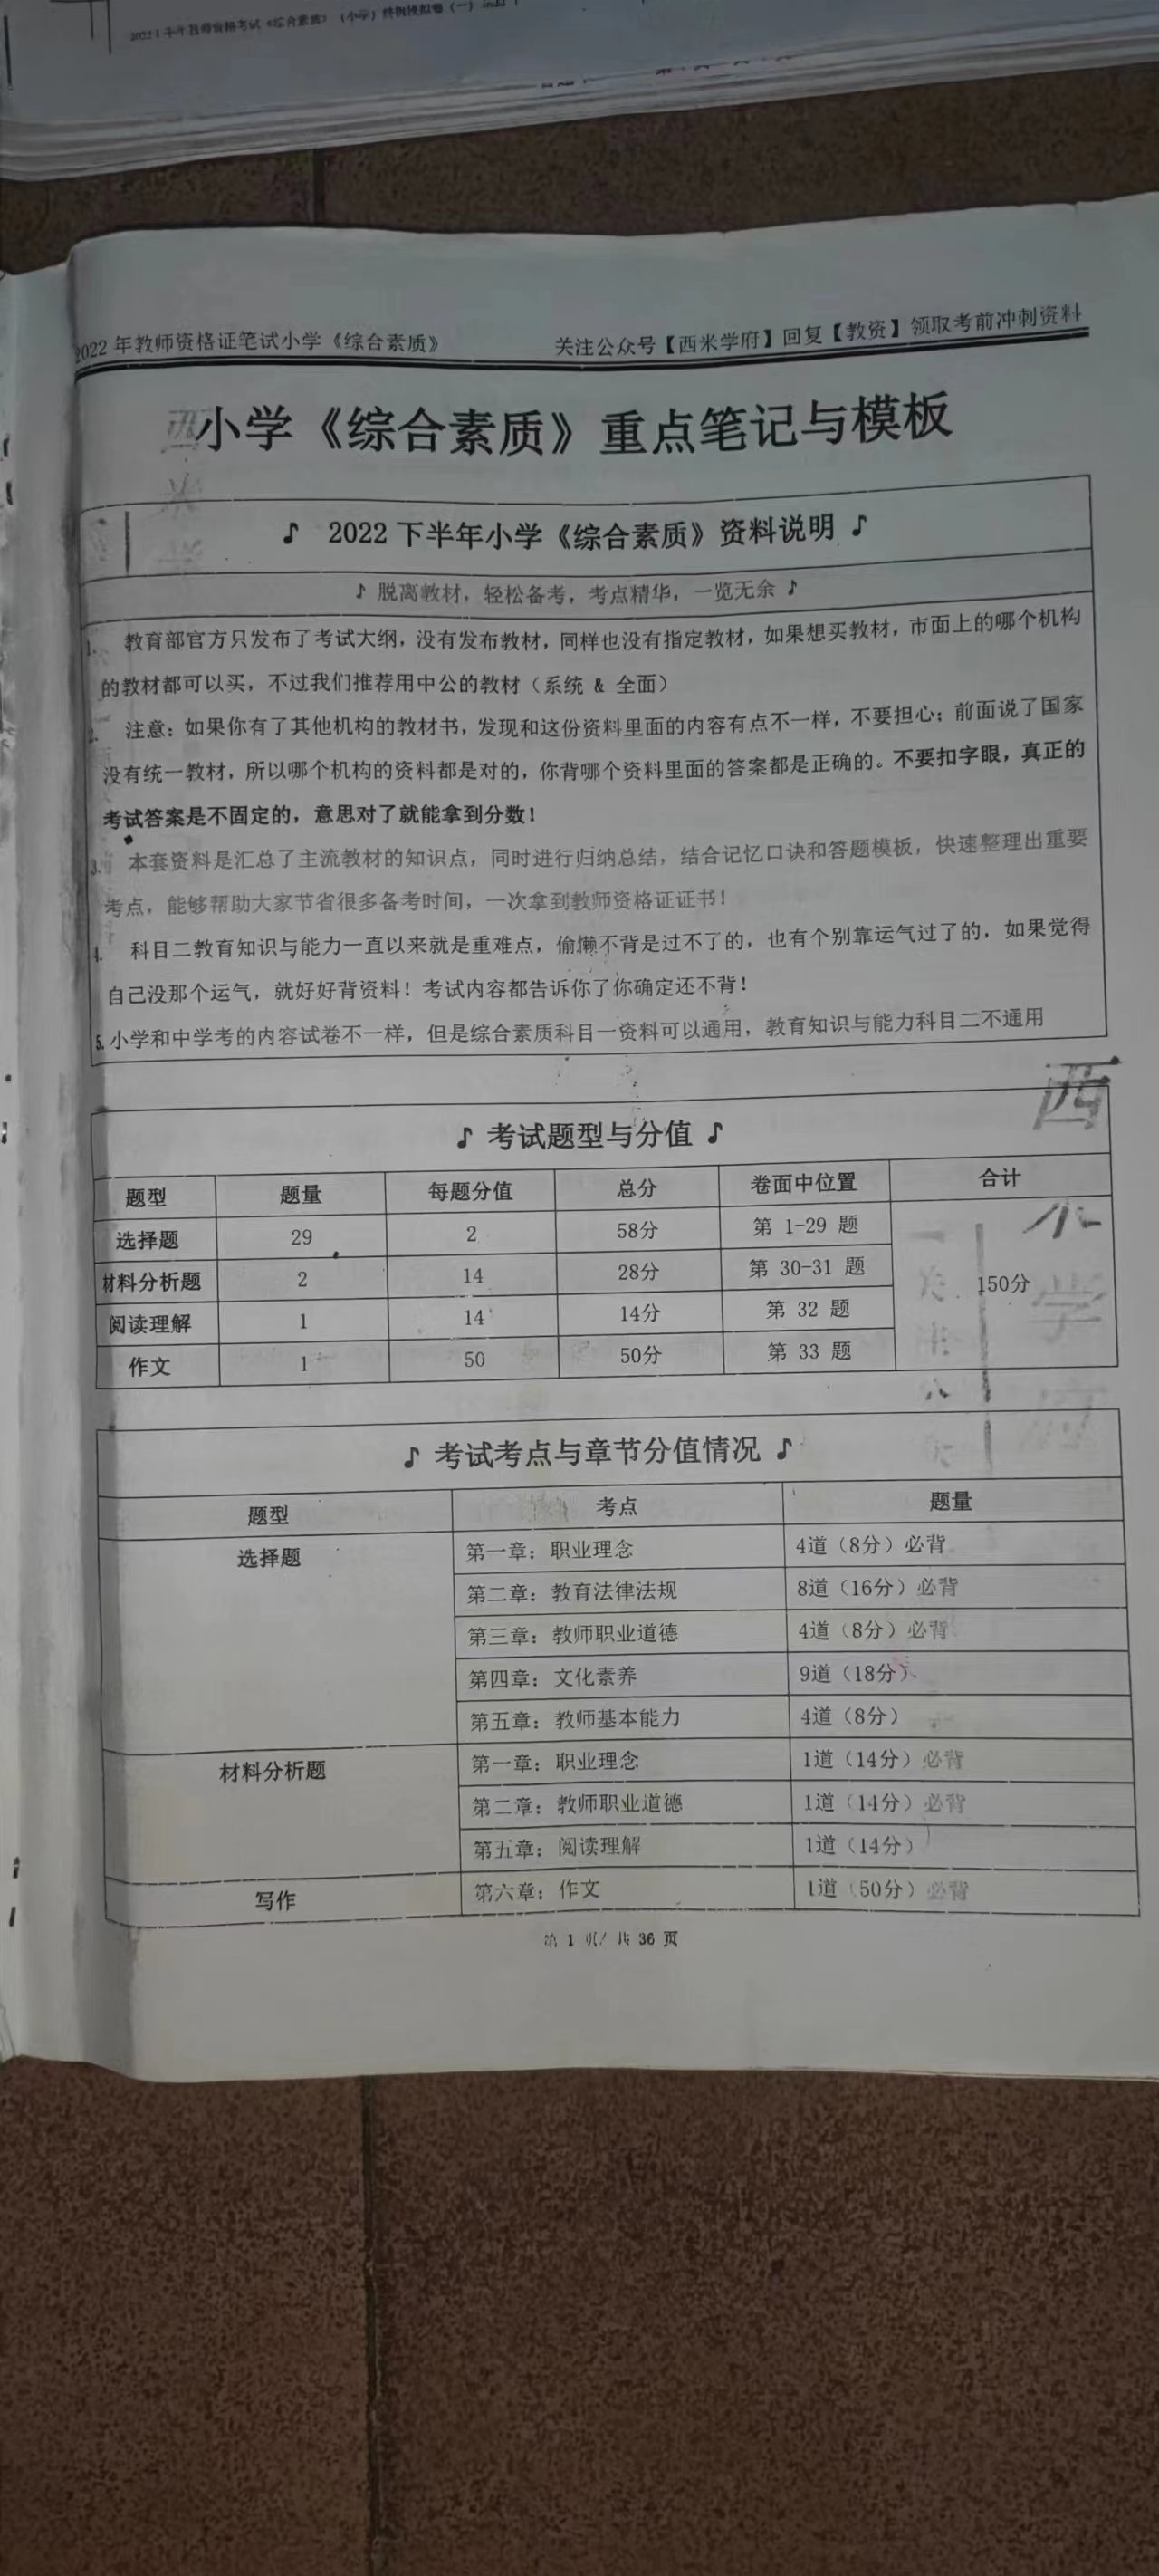 2022年教师资格证笔试小学《综合素质》 关注公众号【西米学府】回复【教资】领取考前冲刺资料
小学《综合素质》重点笔记与模板
♪ 2022下半年小学《综合素质》资料说明 ♪
♪ 脱离教材，轻松备考，考点精华，一览无余 ♪
1. 教育部官方只发布了考试大纲，没有发布教材，同样也没有指定教材，如果想买教材，市面上的哪个机构
的教材都可以买，不过我们推荐用中公的教材（系统 & 全面）
2. 注意：如果你有了其他机构的教材书，发现和这份资料里面的内容有点不一样，不要担心；前面说了国家
没有统一教材，所以哪个机构的资料都是对的，你背哪个资料里面的答案都是正确的。不要扣字眼，真正的
考试答案是不固定的，意思对了就能拿到分数！
3. 本套资料是汇总了主流教材的知识点，同时进行归纳总结，结合记忆口诀和答题模板，快速整理出重要
考点，能够帮助大家节省很多备考时间，一次拿到教师资格证证书！
4. 科目二教育知识与能力一直以来就是重难点，偷懒不背是过不了的，也有个别靠运气过了的，如果觉得
自己没那个运气，就好好背资料！考试内容都告诉你了你确定还不背！
5.小学和中学考的内容试卷不一样，但是综合素质科目一资料可以通用，教育知识与能力科目二不通用
♪ 考试题型与分值 ♪
题型 题量 每题分值 总分 卷面中位置 合计
选择题 29 2 58分 第 1-29 题
材料分析题 2 14 28分 第 30-31 题 150分
阅读理解 1 14 14分 第 32 题
作文 1 50 50分 第 33 题
♪ 考试考点与章节分值情况 ♪
题型 考点 题量
选择题 第一章：职业理念 4道（8分）必背
第二章：教育法律法规 8道（16分）必背
第三章：教师职业道德 4道（8分）必背
第四章：文化素养 9道（18分）
第五章：教师基本能力 4道（8分）
材料分析题 第一章：职业理念 1道（14分）必背
第二章：教师职业道德 1道（14分）必背
第五章：阅读理解 1道（14分）
写作 第六章：作文 1道（50分）必背
第 1 页/ 共 36 页
西
米
学
府